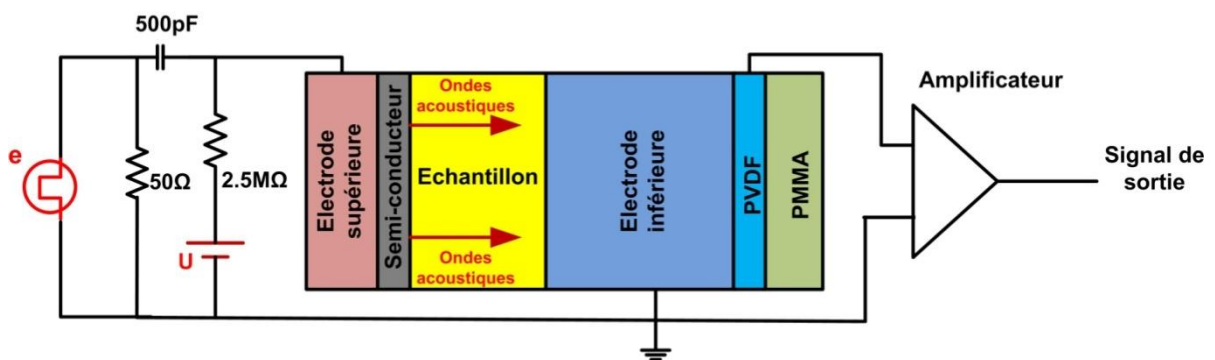 500pF
e
50Ω
2.5MΩ
U
Electrode
supérieure
Semi-conducteur
Ondes
acoustiques
Echantillon
Ondes
acoustiques
Electrode
inférieure
PVDF
PMMA
Amplificateur
Signal de
sortie